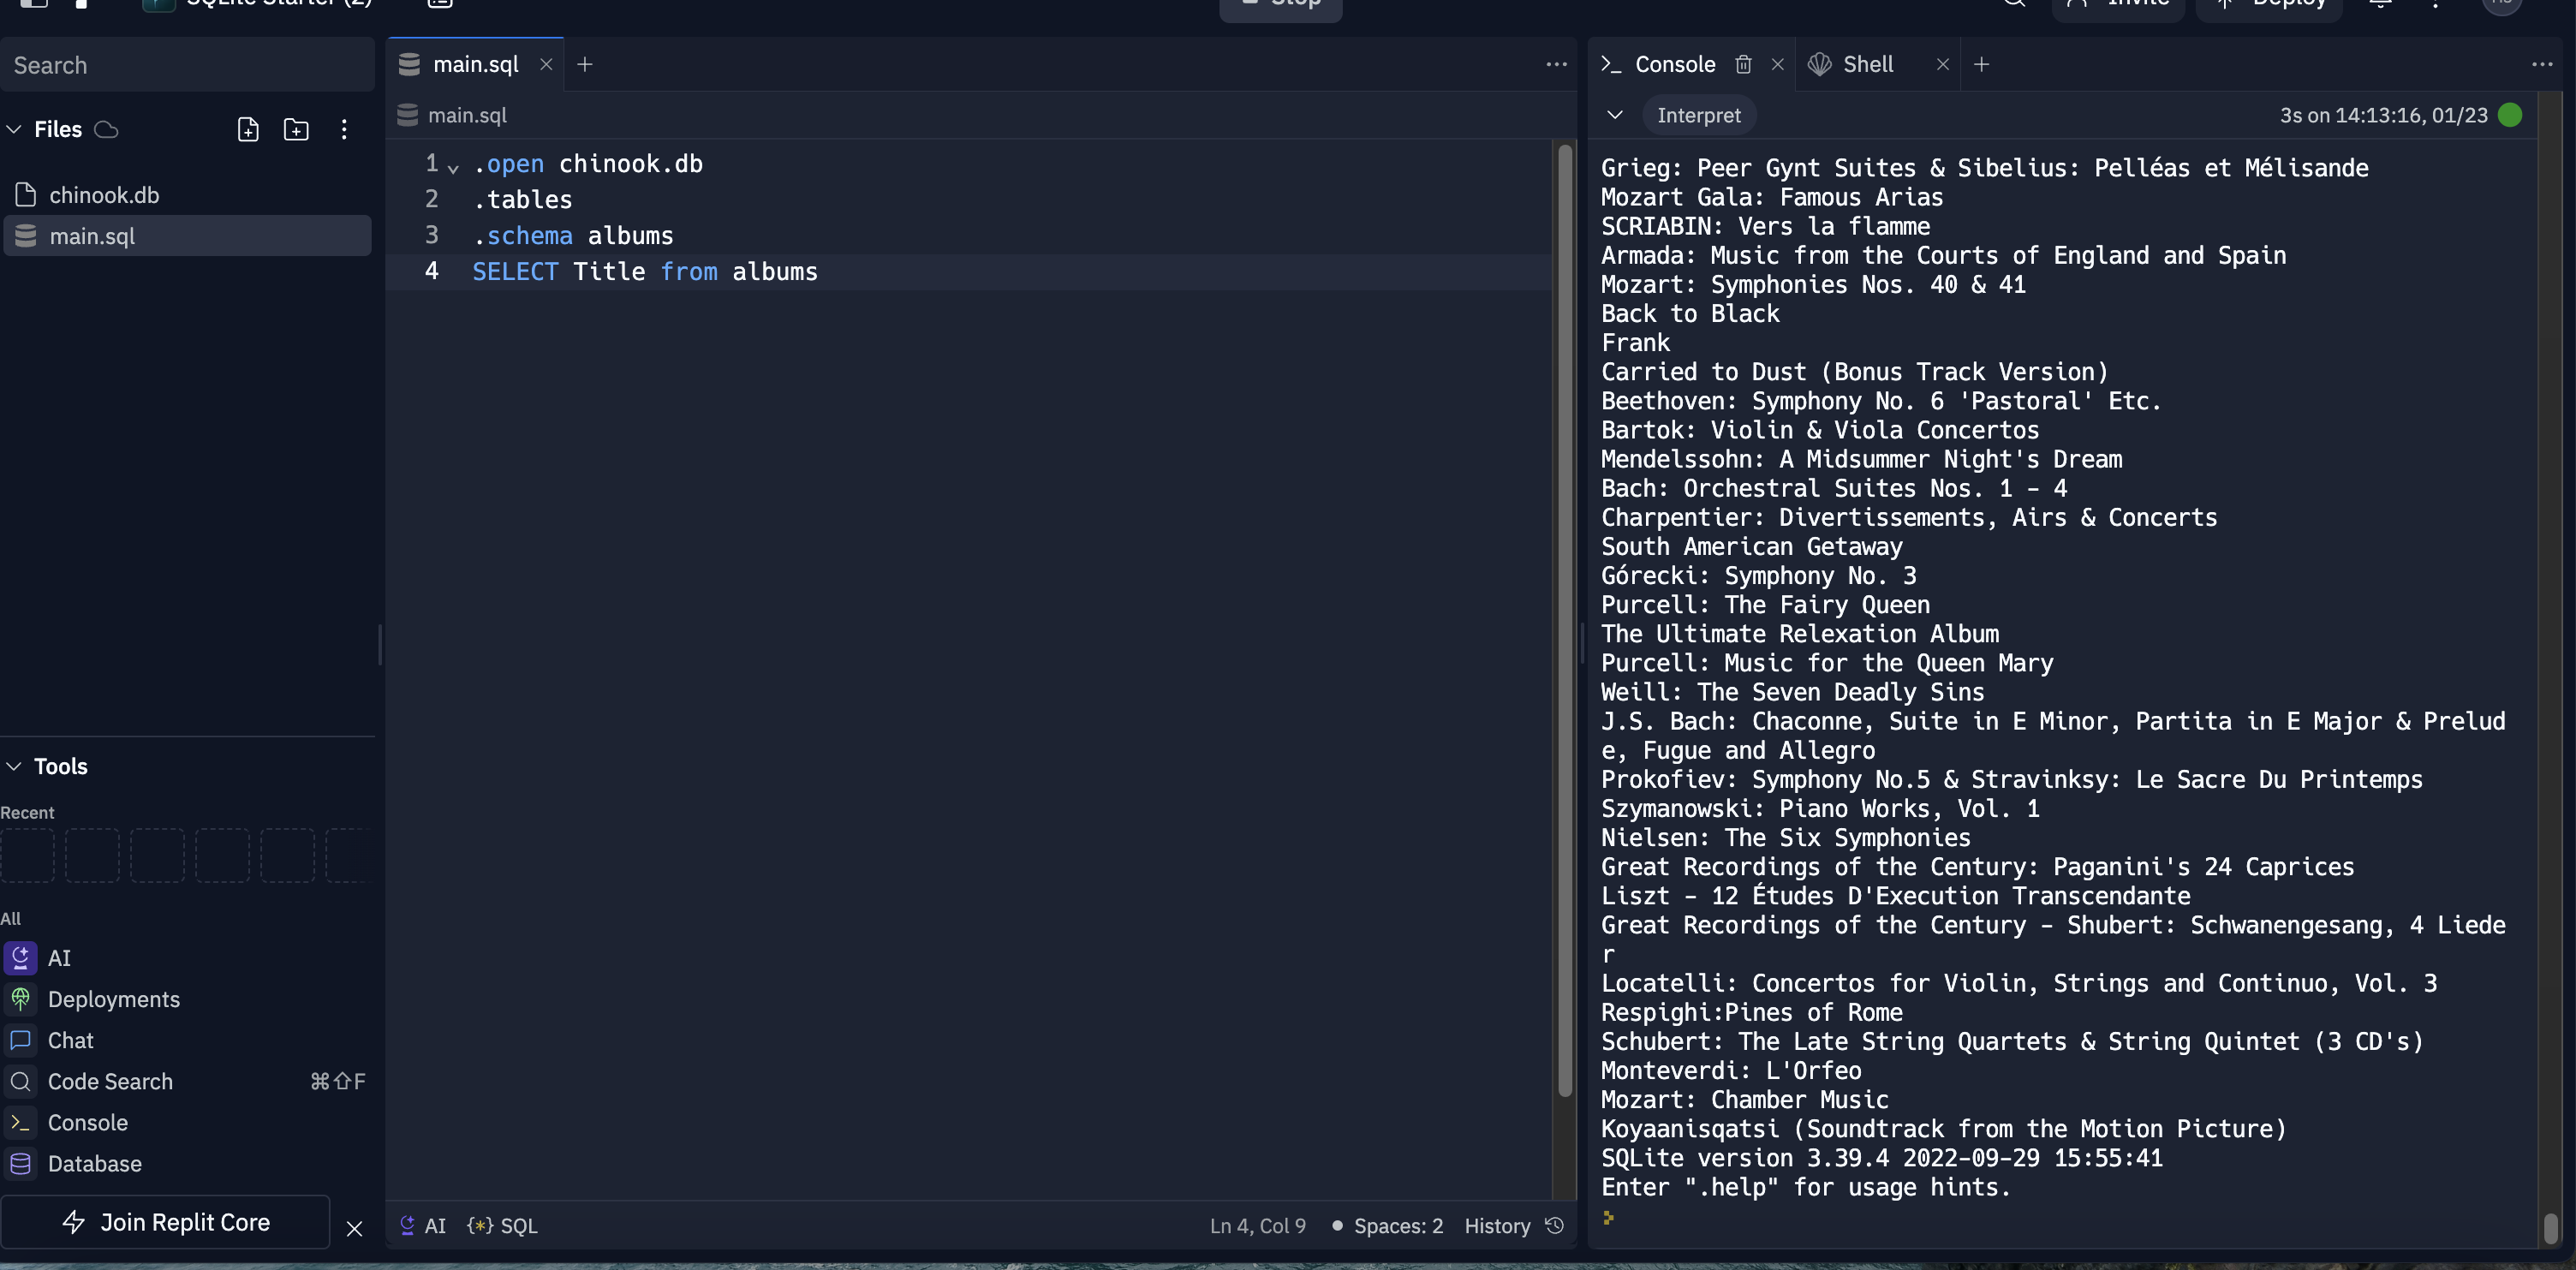 SQLite Starter (2)
Stop
Invite
Deploy
Search
Files
chinook.db
main.sql
Tools
Recent
All
AI
Deployments
Chat
Code Search ⌘⇧F
Console
Database
Join Replit Core
main.sql
main.sql
1 .open chinook.db
2 .tables
3 .schema albums
4 SELECT Title from albums
AI {*} SQL Ln 4, Col 9 Spaces: 2 History
Console Shell
Interpret 3s on 14:13:16, 01/23
Grieg: Peer Gynt Suites & Sibelius: Pelléas et Mélisande
Mozart Gala: Famous Arias
SCRIABIN: Vers la flamme
Armada: Music from the Courts of England and Spain
Mozart: Symphonies Nos. 40 & 41
Back to Black
Frank
Carried to Dust (Bonus Track Version)
Beethoven: Symphony No. 6 'Pastoral' Etc.
Bartok: Violin & Viola Concertos
Mendelssohn: A Midsummer Night's Dream
Bach: Orchestral Suites Nos. 1 - 4
Charpentier: Divertissements, Airs & Concerts
South American Getaway
Górecki: Symphony No. 3
Purcell: The Fairy Queen
The Ultimate Relexation Album
Purcell: Music for the Queen Mary
Weill: The Seven Deadly Sins
J.S. Bach: Chaconne, Suite in E Minor, Partita in E Major & Prelud
e, Fugue and Allegro
Prokofiev: Symphony No.5 & Stravinksy: Le Sacre Du Printemps
Szymanowski: Piano Works, Vol. 1
Nielsen: The Six Symphonies
Great Recordings of the Century: Paganini's 24 Caprices
Liszt - 12 Études D'Execution Transcendante
Great Recordings of the Century - Shubert: Schwanengesang, 4 Liede
r
Locatelli: Concertos for Violin, Strings and Continuo, Vol. 3
Respighi:Pines of Rome
Schubert: The Late String Quartets & String Quintet (3 CD's)
Monteverdi: L'Orfeo
Mozart: Chamber Music
Koyaanisqatsi (Soundtrack from the Motion Picture)
SQLite version 3.39.4 2022-09-29 15:55:41
Enter ".help" for usage hints.